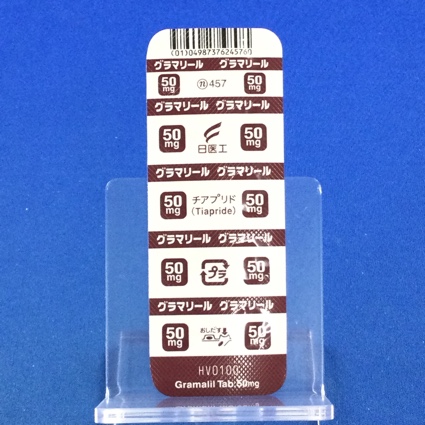 (01)04987376245760
グラマリール グラマリール
50mg ⓝ457 50mg
グラマリール グラマリール
50mg 日医工 50mg
グラマリール グラマリール
50mg チアプリド 50mg
(Tiapride)
グラマリール グラマリール
50mg プラ 50mg
グラマリール グラマリール
50mg おしだす 50mg
HV0100
Gramalil Tab.50mg